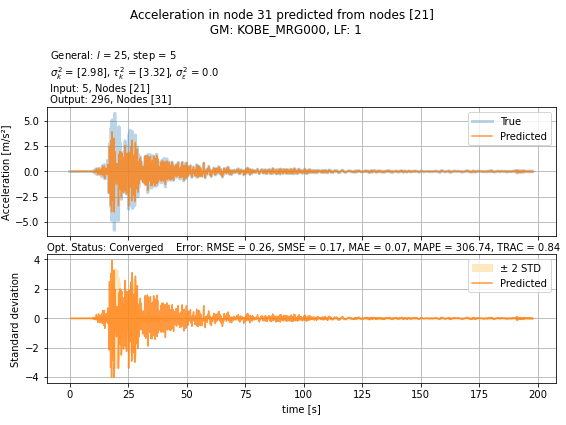 Acceleration in node 31 predicted from nodes [21]
GM: KOBE_MRG000, LF: 1
General: l = 25, step = 5
σ²ₖ = [2.98], τ²ₖ = [3.32], σ²ε = 0.0
Input: 5, Nodes [21]
Output: 296, Nodes [31]
True
Predicted
Acceleration [m/s²]
5.0
2.5
0.0
−2.5
−5.0
Opt. Status: Converged Error: RMSE = 0.26, SMSE = 0.17, MAE = 0.07, MAPE = 306.74, TRAC = 0.84
± 2 STD
Predicted
Standard deviation
4
2
0
−2
−4
0 25 50 75 100 125 150 175 200
time [s]